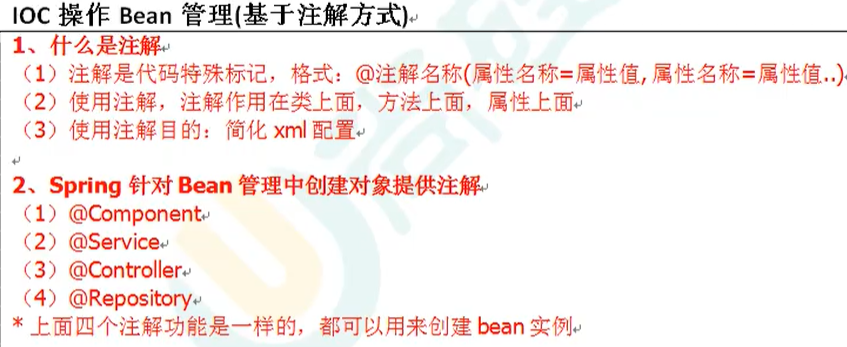 IOC 操作 Bean 管理(基于注解方式)
1、什么是注解
（1）注解是代码特殊标记，格式：@注解名称(属性名称=属性值, 属性名称=属性值..)
（2）使用注解，注解作用在类上面，方法上面，属性上面
（3）使用注解目的：简化 xml 配置
2、Spring 针对 Bean 管理中创建对象提供注解
（1）@Component
（2）@Service
（3）@Controller
（4）@Repository
* 上面四个注解功能是一样的，都可以用来创建 bean 实例